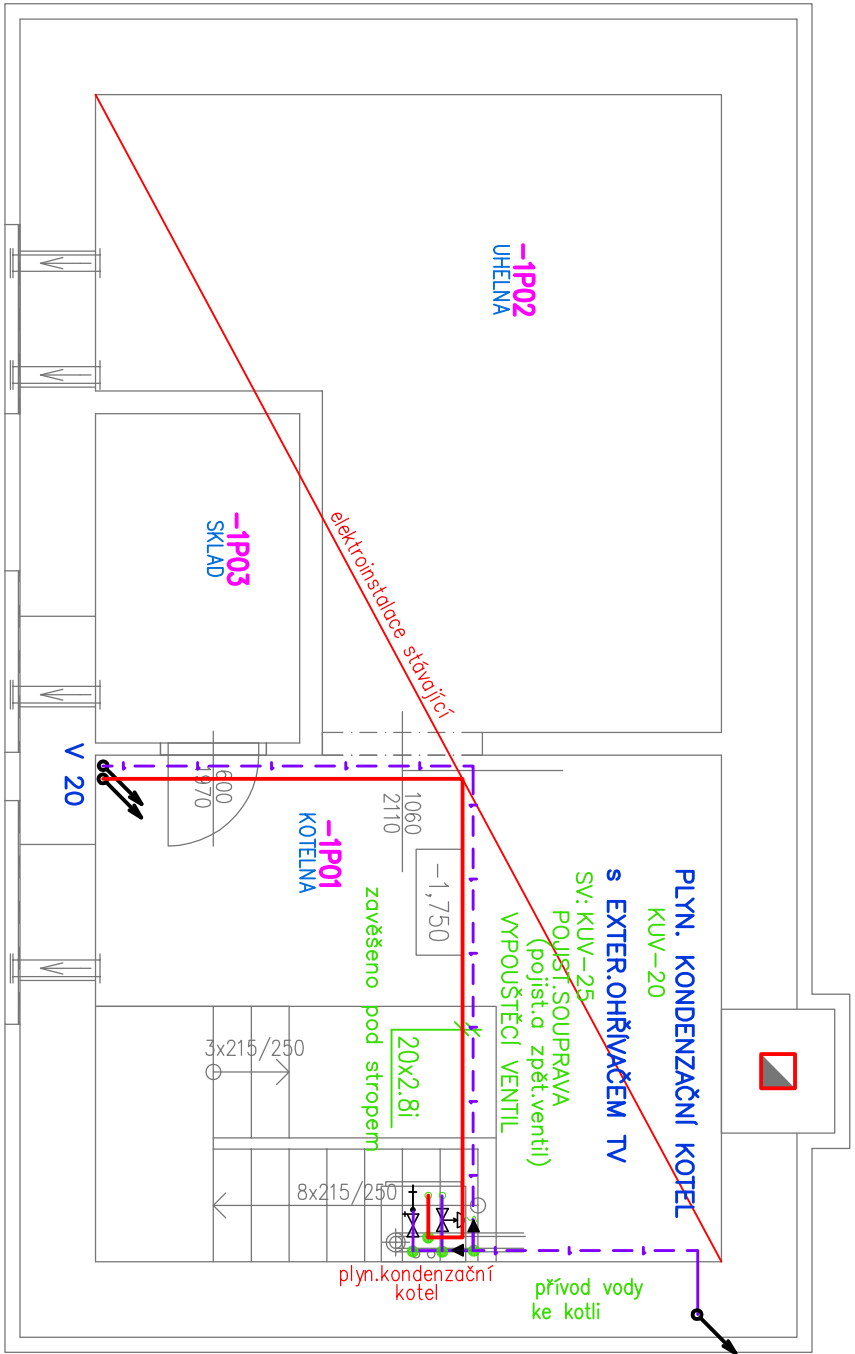 -1P02
UHELNA
-1P03
SKLAD
elektroinstalace stávající
V 20
600
1970
1060
2110
-1P01
KOTELNA
-1,750
zavěšeno pod stropem
20x2.8i
PLYN. KONDENZAČNÍ KOTEL
KUV-20
s EXTER.OHŘÍVAČEM TV
SV: KUV-25
POJIST.SOUPRAVA
(pojist.a zpět.ventil)
VYPOUŠTĚCÍ VENTIL
3x215/250
8x215/250
plyn.kondenzační
kotel
přívod vody
ke kotli